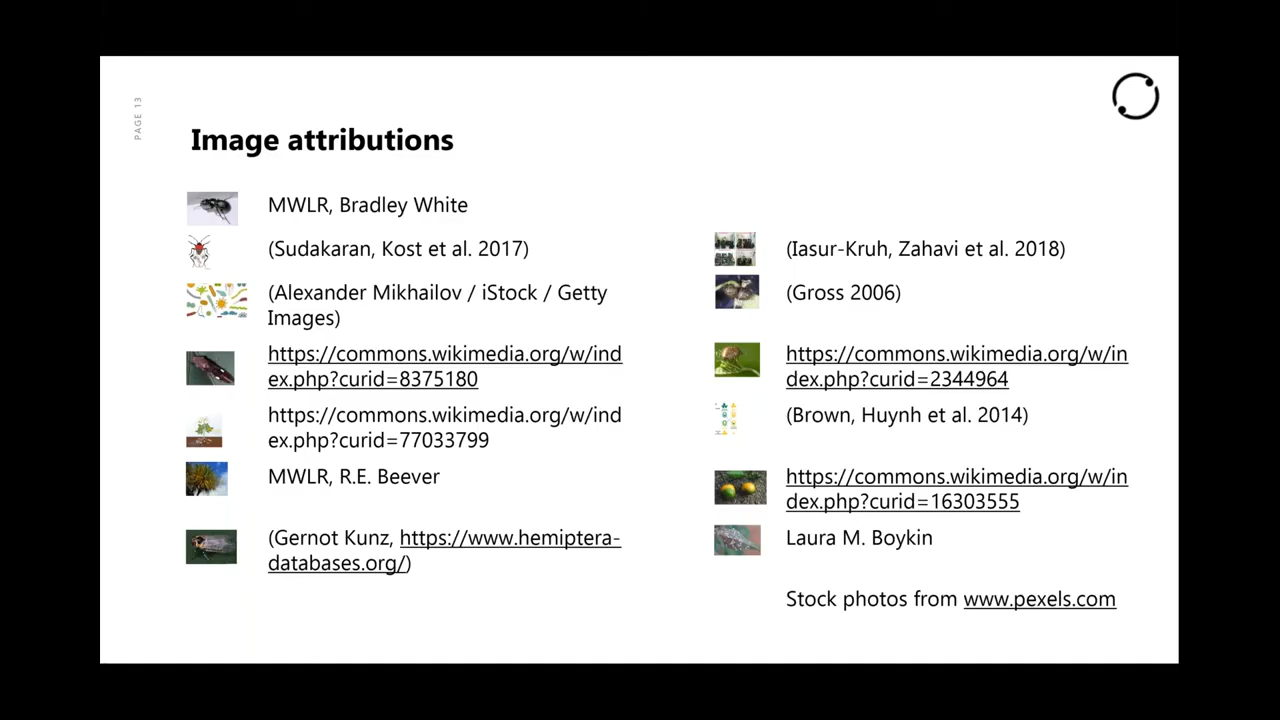 PAGE 13
Image attributions
MWLR, Bradley White
(Sudakaran, Kost et al. 2017)
(Alexander Mikhailov / iStock / Getty
Images)
https://commons.wikimedia.org/w/ind
ex.php?curid=8375180
https://commons.wikimedia.org/w/ind
ex.php?curid=77033799
MWLR, R.E. Beever
(Gernot Kunz, https://www.hemiptera-
databases.org/)
(Iasur-Kruh, Zahavi et al. 2018)
(Gross 2006)
https://commons.wikimedia.org/w/in
dex.php?curid=2344964
(Brown, Huynh et al. 2014)
https://commons.wikimedia.org/w/in
dex.php?curid=16303555
Laura M. Boykin
Stock photos from www.pexels.com